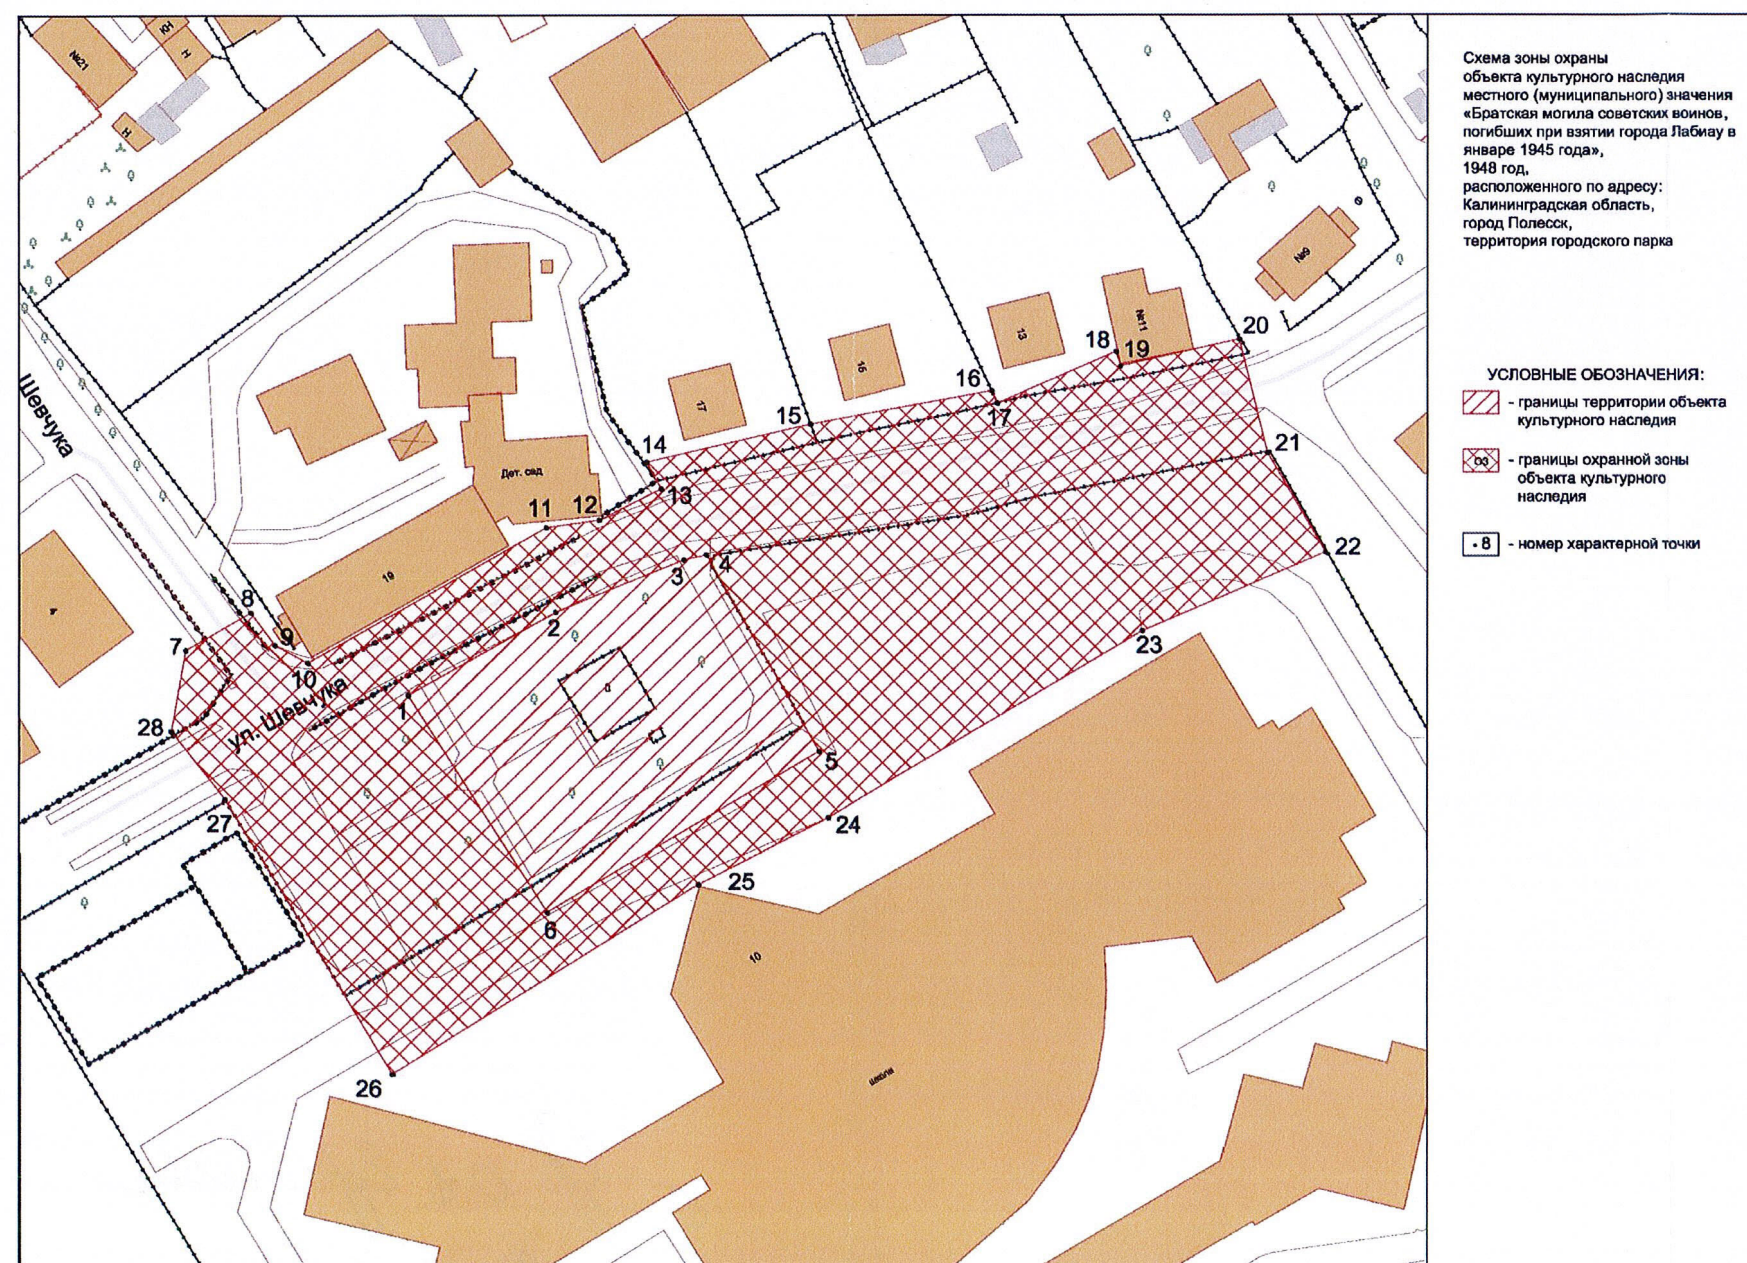 Схема зоны охраны
объекта культурного наследия
местного (муниципального) значения
«Братская могила советских воинов,
погибших при взятии города Лабиау в
январе 1945 года»,
1948 год,
расположенного по адресу:
Калининградская область,
город Полесск,
территория городского парка
УСЛОВНЫЕ ОБОЗНАЧЕНИЯ:
- границы территории объекта
культурного наследия
ОЗ - границы охранной зоны
объекта культурного
наследия
8 - номер характерной точки
№21
КН
Н
Н
№9
№11
13
15
17
Дет. сад
19
Шевчука
ул. Шевчука
10
школа
1
2
3
4
5
6
7
8
9
10
11
12
13
14
15
16
17
18
19
20
21
22
23
24
25
26
27
28